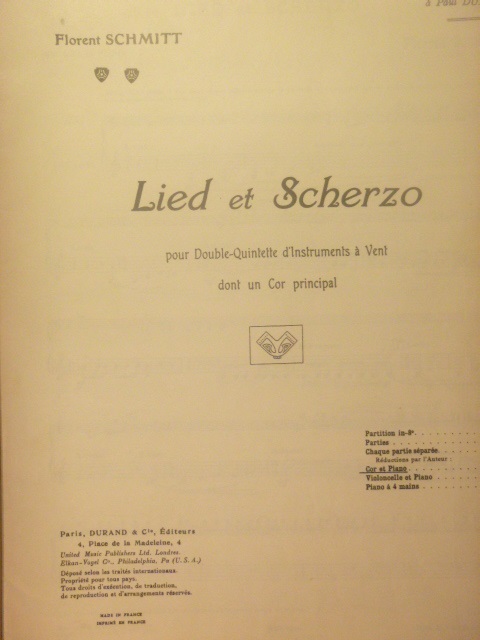 à Paul
Florent SCHMITT
Lied et Scherzo
pour Double-Quintette d'Instruments à Vent
dont un Cor principal
Partition in-8º . . . . . . . .
Parties . . . . . . . . . . .
Chaque partie séparée. . . . .
Réductions par l'Auteur :
Cor et Piano . . . . . . . . .
Violoncelle et Piano . . . . . .
Piano à 4 mains . . . . . . . .
Paris, DURAND & Cie, Éditeurs
4, Place de la Madeleine, 4
United Music Publishers Ltd. Londres.
Elkan-Vogel Co., Philadelphia, Pa (U. S. A.)
Déposé selon les traités internationaux.
Propriété pour tous pays.
Tous droits d'exécution, de traduction,
de reproduction et d'arrangements réservés.
MADE IN FRANCE
IMPRIMÉ EN FRANCE